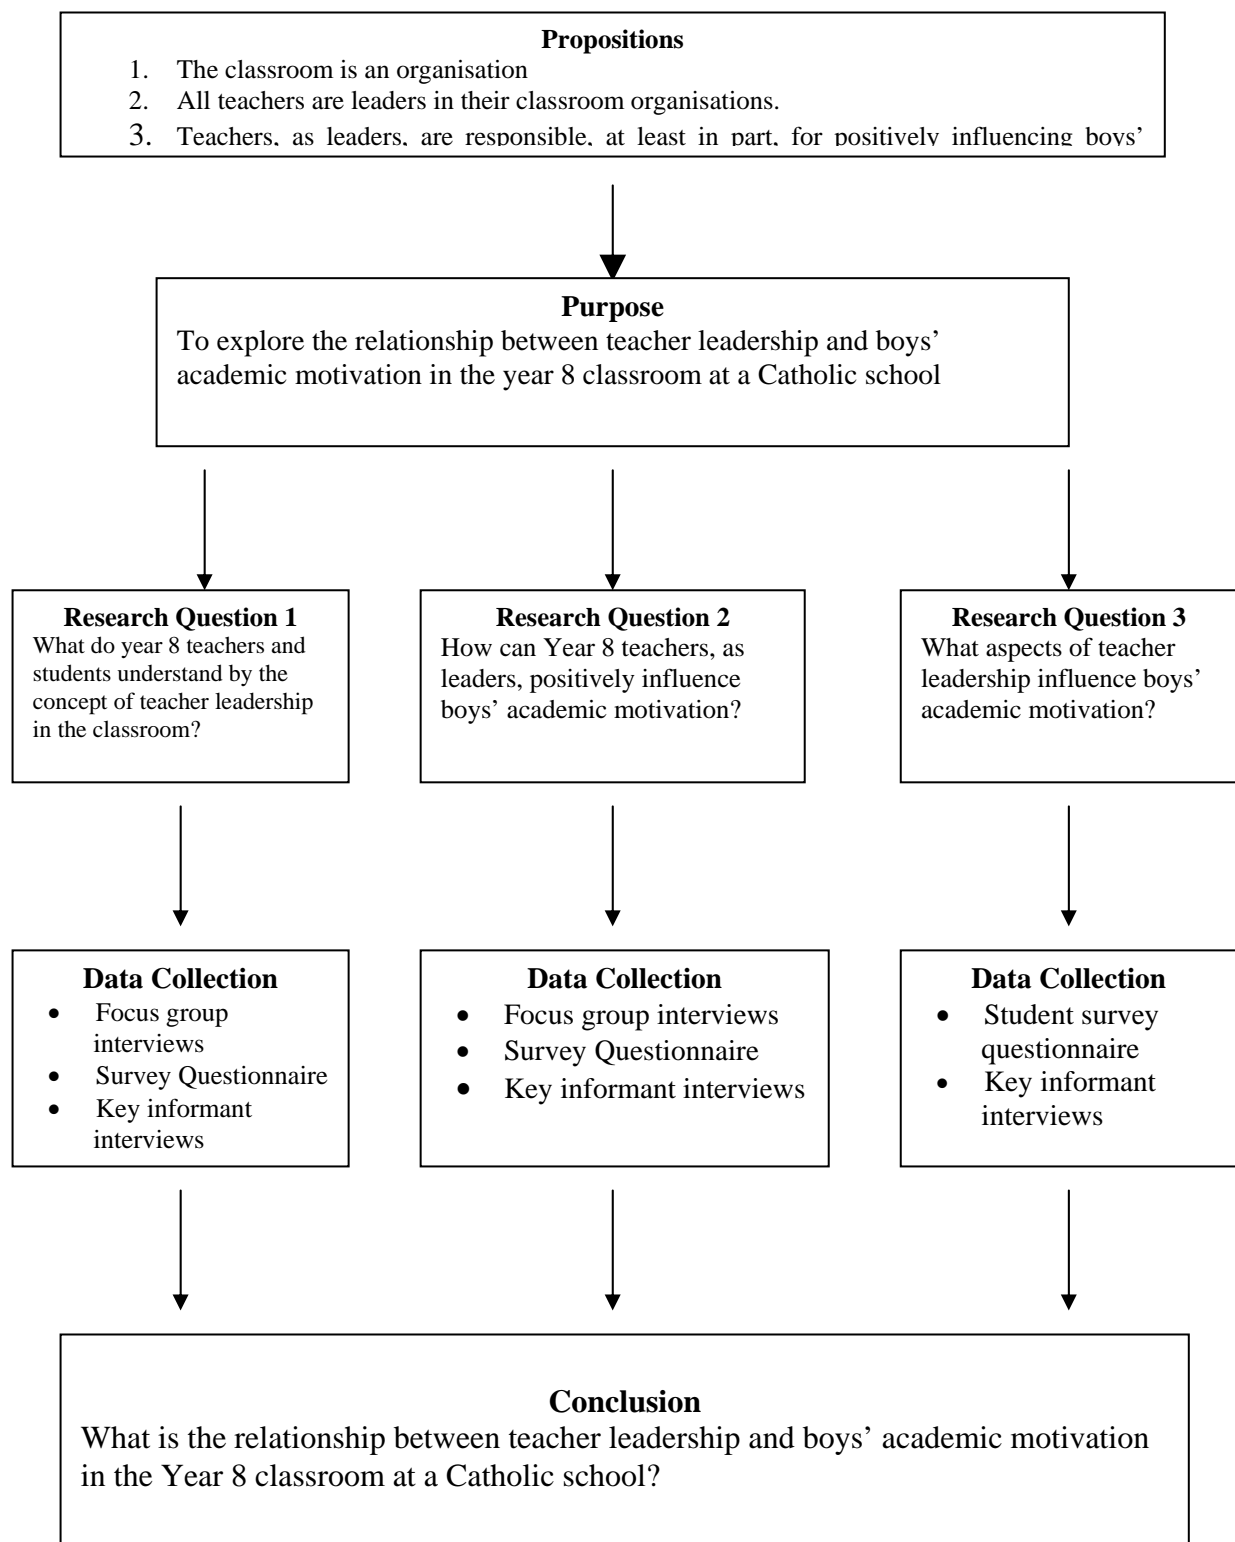 Propositions
1. The classroom is an organisation
2. All teachers are leaders in their classroom organisations.
3. Teachers, as leaders, are responsible, at least in part, for positively influencing boys’
Purpose
To explore the relationship between teacher leadership and boys’
academic motivation in the year 8 classroom at a Catholic school
Research Question 1
What do year 8 teachers and
students understand by the
concept of teacher leadership
in the classroom?
Research Question 2
How can Year 8 teachers, as
leaders, positively influence
boys’ academic motivation?
Research Question 3
What aspects of teacher
leadership influence boys’
academic motivation?
Data Collection
• Focus group
interviews
• Survey Questionnaire
• Key informant
interviews
Data Collection
• Focus group interviews
• Survey Questionnaire
• Key informant interviews
Data Collection
• Student survey
questionnaire
• Key informant
interviews
Conclusion
What is the relationship between teacher leadership and boys’ academic motivation
in the Year 8 classroom at a Catholic school?